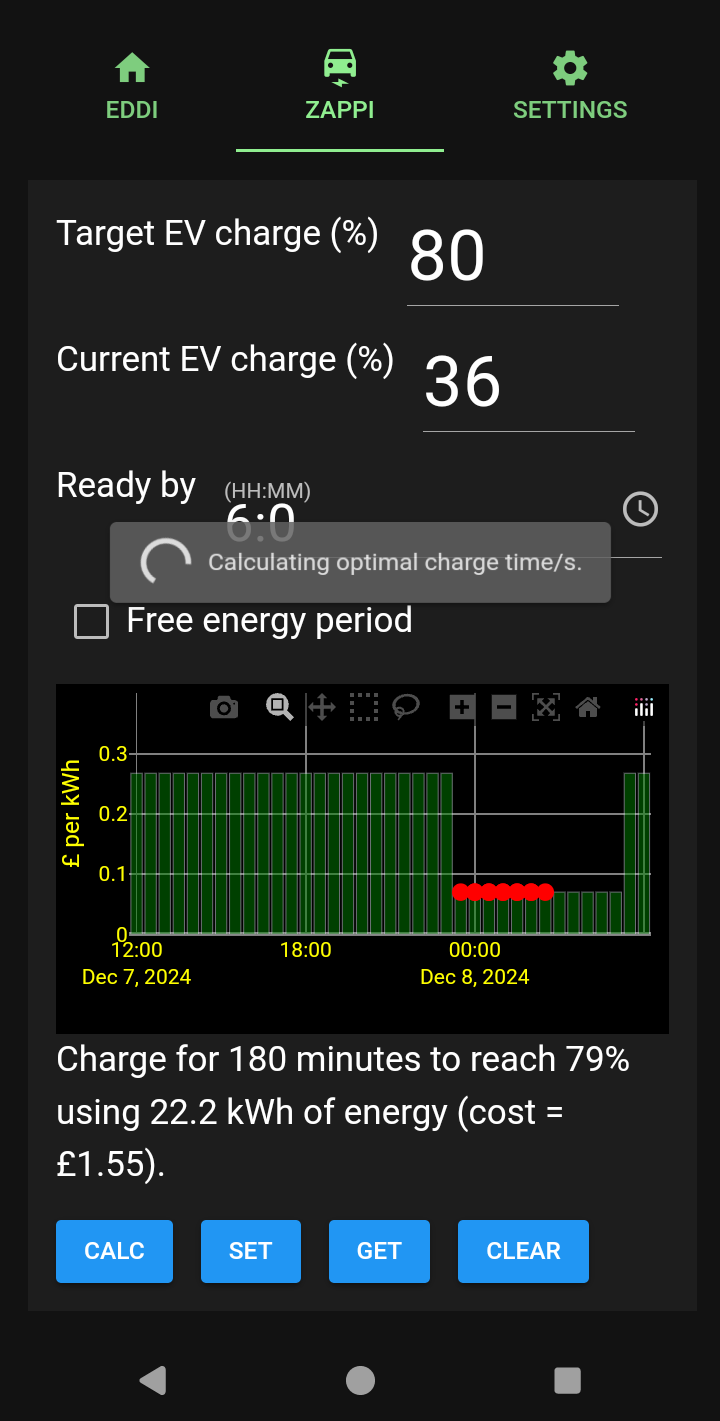 EDDI ZAPPI SETTINGS
Target EV charge (%) 80
Current EV charge (%) 36
Ready by (HH:MM)
6:0
Calculating optimal charge time/s.
Free energy period
0.3
0.2
0.1
0
£ per kWh
12:00 18:00 00:00
Dec 7, 2024 Dec 8, 2024
Charge for 180 minutes to reach 79%
using 22.2 kWh of energy (cost =
£1.55).
CALC SET GET CLEAR